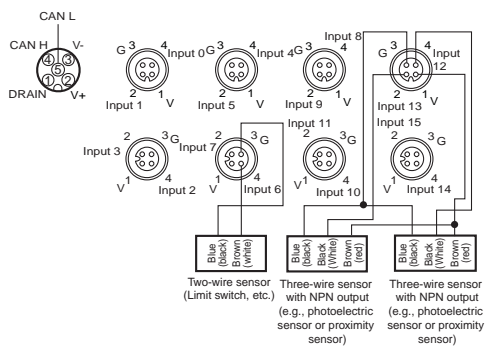 CAN L
CAN H
V-
4 3
5
1 2
DRAIN
V+
G 3 4 Input 0
2 1 V
Input 1
G 3 4 Input 4
2 1 V
Input 5
G 3 4 Input 8
2 1 V
Input 9
G 3 4 Input 12
2 1 V
Input 13
Input 3
2 3 G
V 1 4
Input 2
Input 7
2 3 G
V 1 4
Input 6
Input 11
2 3 G
V 1 4
Input 10
Input 15
2 3 G
V 1 4
Input 14
Blue
(black)
Brown
(white)
Blue
(black)
Black
(White)
Brown
(red)
Blue
(black)
Black
(White)
Brown
(red)
Two-wire sensor
(Limit switch, etc.)
Three-wire sensor
with NPN output
(e.g., photoelectric
sensor or proximity
sensor)
Three-wire sensor
with NPN output
(e.g., photoelectric
sensor or proximity
sensor)